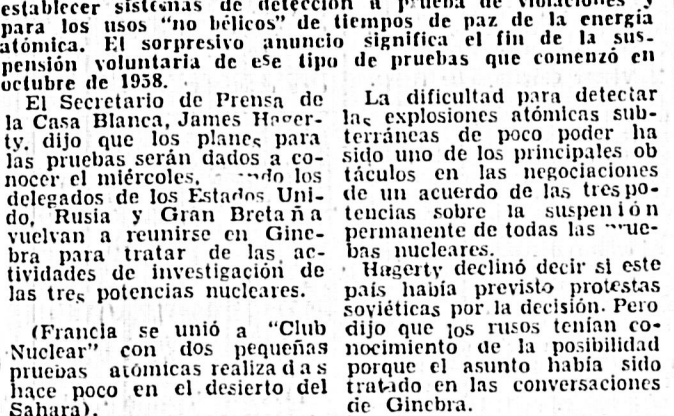 establecer sistemas de detección a prueba de violaciones y
para los usos "no bélicos" de tiempos de paz de la energía
atómica. El sorpresivo anuncio significa el fin de la sus-
pensión voluntaria de ese tipo de pruebas que comenzó en
octubre de 1958.
El Secretario de Prensa de
la Casa Blanca, James Hager-
ty, dijo que los planes para
las pruebas serán dados a co-
nocer el miércoles, los
delegados de los Estados Uni-
do, Rusia y Gran Bretaña
vuelvan a reunirse en Gine-
bra para tratar de las ac-
tividades de investigación de
las tres potencias nucleares.
(Francia se unió a "Club
Nuclear" con dos pequeñas
pruebas atómicas realizadas
hace poco en el desierto del
Sahara).
La dificultad para detectar
las explosiones atómicas sub-
terráneas de poco poder ha
sido uno de los principales ob
táculos en las negociaciones
de un acuerdo de las tres po-
tencias sobre la suspenión
permanente de todas las prue-
bas nucleares.
Hagerty declinó decir si este
país había previsto protestas
soviéticas por la decisión. Pero
dijo que los rusos tenían co-
nocimiento de la posibilidad
porque el asunto había sido
tratado en las conversaciones
de Ginebra.